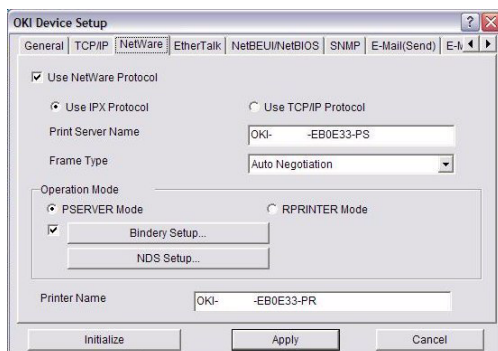 OKI Device Setup
General TCP/IP NetWare EtherTalk NetBEUI/NetBIOS SNMP E-Mail(Send) E-M
Use NetWare Protocol
Use IPX Protocol Use TCP/IP Protocol
Print Server Name OKI- -EB0E33-PS
Frame Type Auto Negotiation
Operation Mode
PSERVER Mode RPRINTER Mode
Bindery Setup...
NDS Setup...
Printer Name OKI- -EB0E33-PR
Initialize Apply Cancel